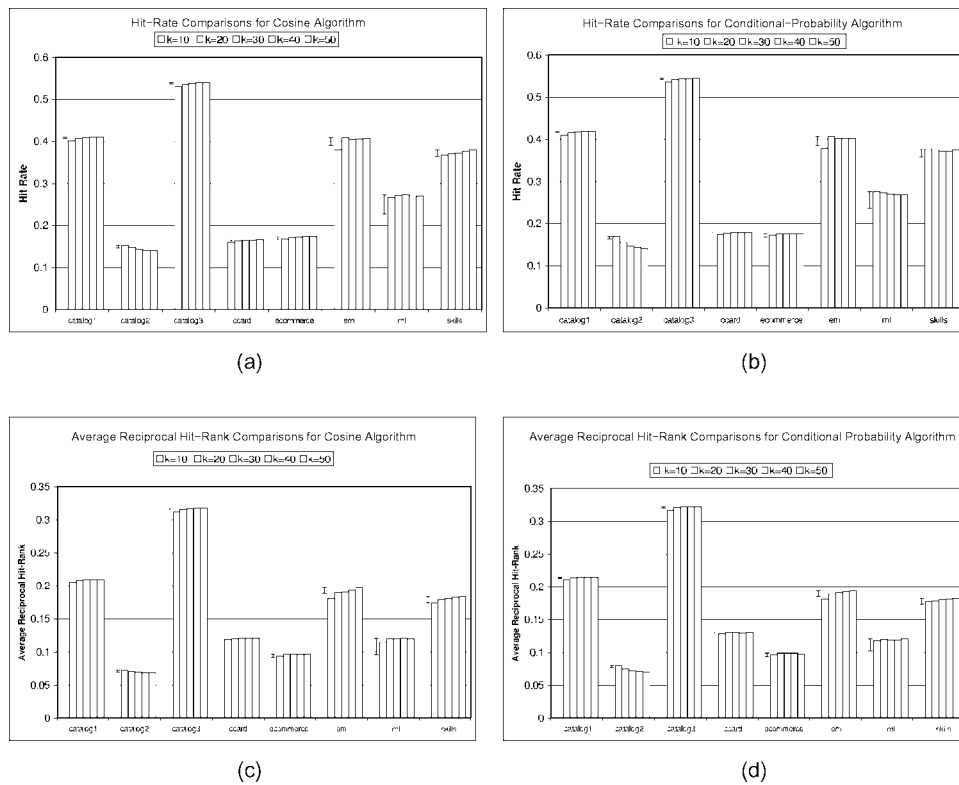 Hit-Rate Comparisons for Cosine Algorithm
k=10 k=20 k=30 k=40 k=50
0.6
0.5
0.4
0.3
0.2
0.1
0
Hit Rate
catalog1 catalog2 catalog3 ccard ecommerce em ml skills
(a)
Hit-Rate Comparisons for Conditional-Probability Algorithm
k=10 k=20 k=30 k=40 k=50
0.6
0.5
0.4
0.3
0.2
0.1
0
Hit Rate
catalog1 catalog2 catalog3 ccard ecommerce em ml skills
(b)
Average Reciprocal Hit-Rank Comparisons for Cosine Algorithm
k=10 k=20 k=30 k=40 k=50
0.35
0.3
0.25
0.2
0.15
0.1
0.05
0
Average Reciprocal Hit-Rank
catalog1 catalog2 catalog3 ccard ecommerce em ml skills
(c)
Average Reciprocal Hit-Rank Comparisons for Conditional Probability Algorithm
k=10 k=20 k=30 k=40 k=50
0.35
0.3
0.25
0.2
0.15
0.1
0.05
0
Average Reciprocal Hit-Rank
catalog1 catalog2 catalog3 ccard ecommerce em ml skills
(d)